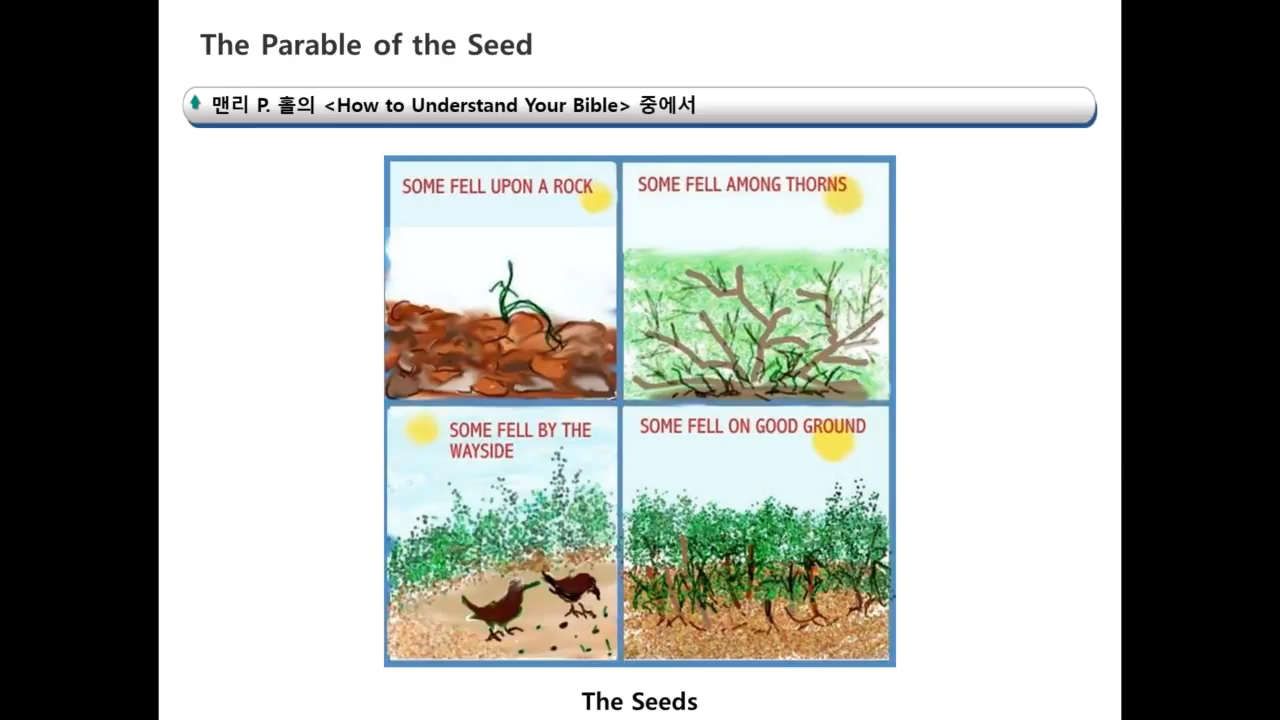 The Parable of the Seed
맨리 P. 홀의 <How to Understand Your Bible> 중에서
SOME FELL UPON A ROCK
SOME FELL AMONG THORNS
SOME FELL BY THE
WAYSIDE
SOME FELL ON GOOD GROUND
The Seeds